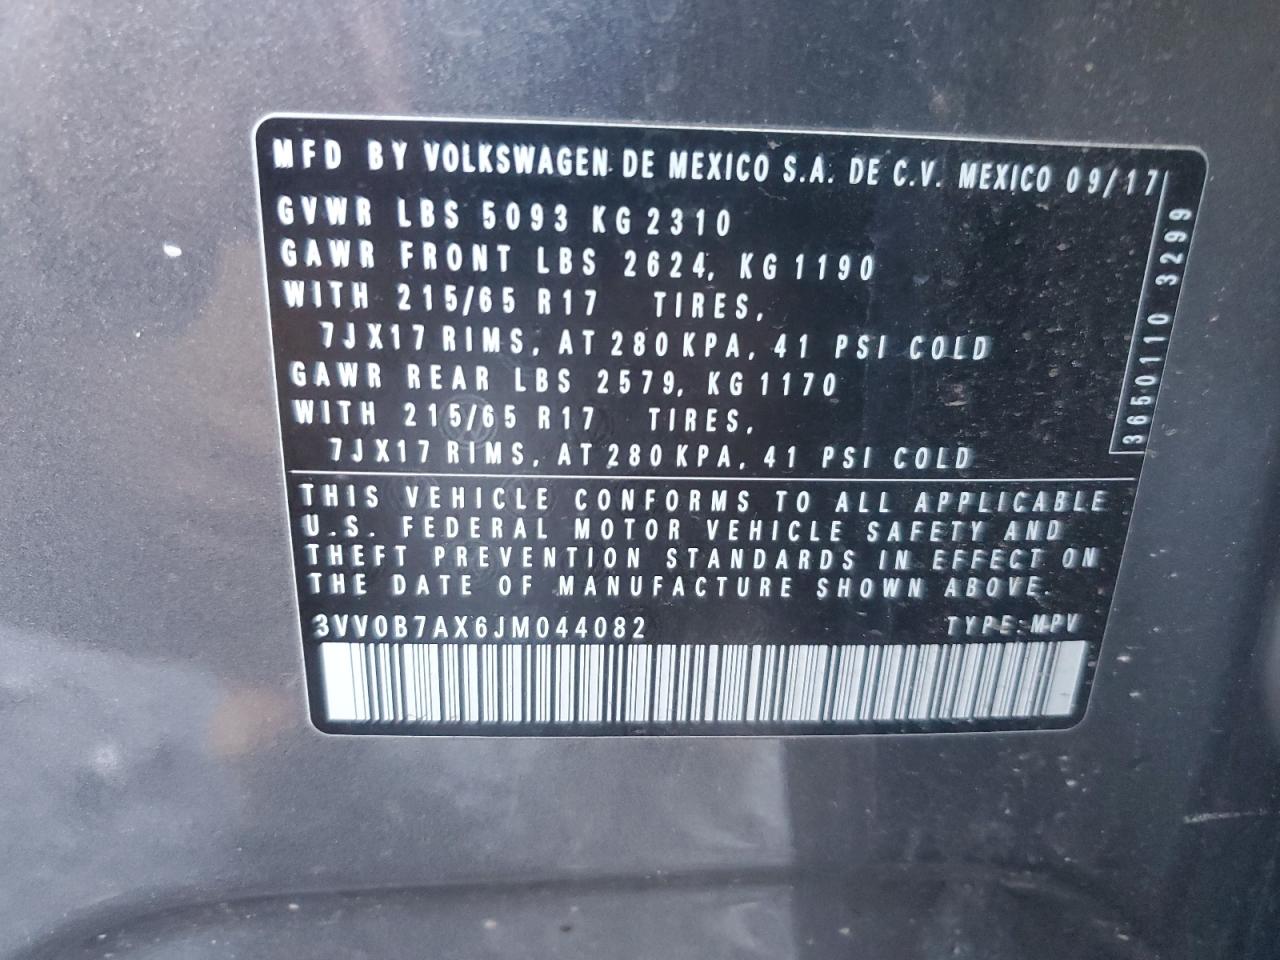 MFD BY VOLKSWAGEN DE MEXICO S.A. DE C.V. MEXICO 09/17
GVWR LBS 5093 KG 2310
GAWR FRONT LBS 2624, KG 1190
WITH 215/65 R17 TIRES,
7JX17 RIMS, AT 280 KPA, 41 PSI COLD
GAWR REAR LBS 2579, KG 1170
WITH 215/65 R17 TIRES,
7JX17 RIMS, AT 280 KPA, 41 PSI COLD
3650110 3299
THIS VEHICLE CONFORMS TO ALL APPLICABLE
U.S. FEDERAL MOTOR VEHICLE SAFETY AND
THEFT PREVENTION STANDARDS IN EFFECT ON
THE DATE OF MANUFACTURE SHOWN ABOVE.
3VV0B7AX6JM044082 TYPE:MPV